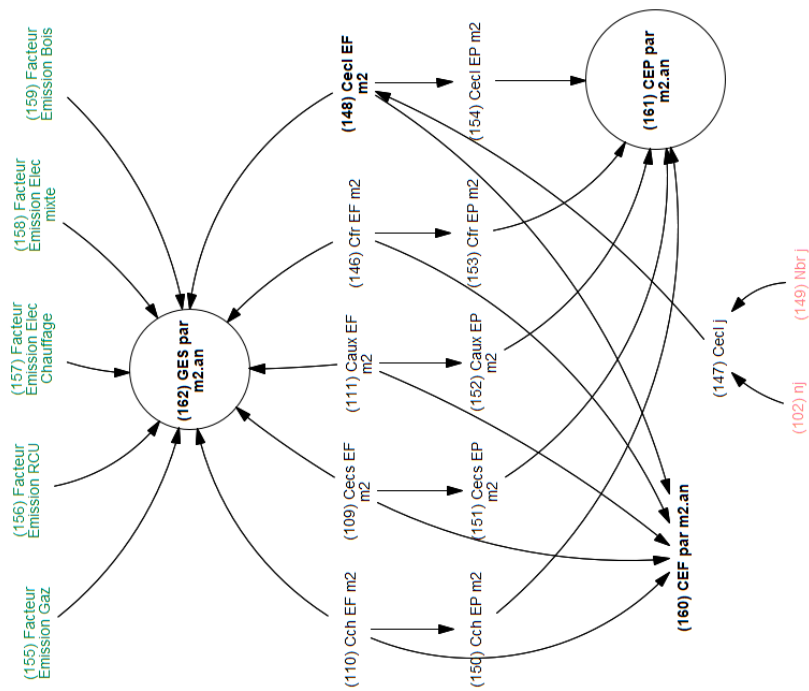 (155) Facteur
Emission Gaz
(156) Facteur
Emission RCU
(157) Facteur
Emission Elec
Chauffage
(158) Facteur
Emission Elec
mixte
(159) Facteur
Emission Bois
(162) GES par
m2.an
(110) Cch EF m2
(109) Cecs EF
m2
(111) Caux EF
m2
(146) Cfr EF m2
(148) Cecl EF
m2
(150) Cch EP m2
(151) Cecs EP
m2
(152) Caux EP
m2
(153) Cfr EP m2
(154) Cecl EP m2
(160) CEF par m2.an
(161) CEP par
m2.an
(147) Cecl j
(102) nj
(149) Nbr j